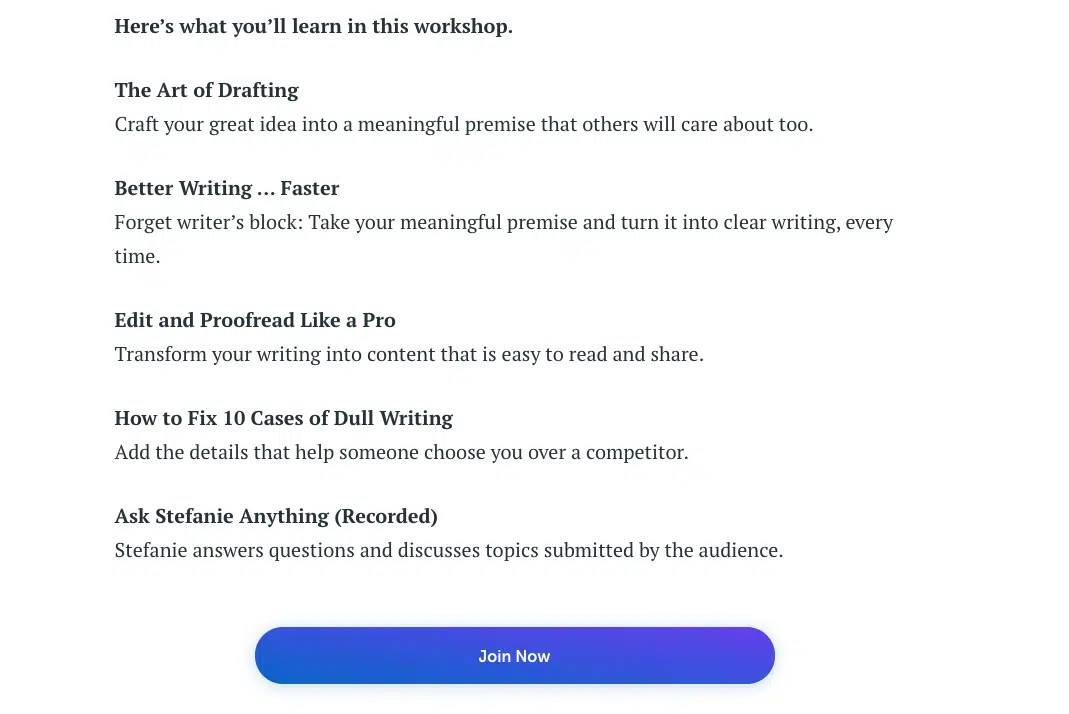 Here’s what you’ll learn in this workshop.
The Art of Drafting
Craft your great idea into a meaningful premise that others will care about too.
Better Writing … Faster
Forget writer’s block: Take your meaningful premise and turn it into clear writing, every
time.
Edit and Proofread Like a Pro
Transform your writing into content that is easy to read and share.
How to Fix 10 Cases of Dull Writing
Add the details that help someone choose you over a competitor.
Ask Stefanie Anything (Recorded)
Stefanie answers questions and discusses topics submitted by the audience.
Join Now